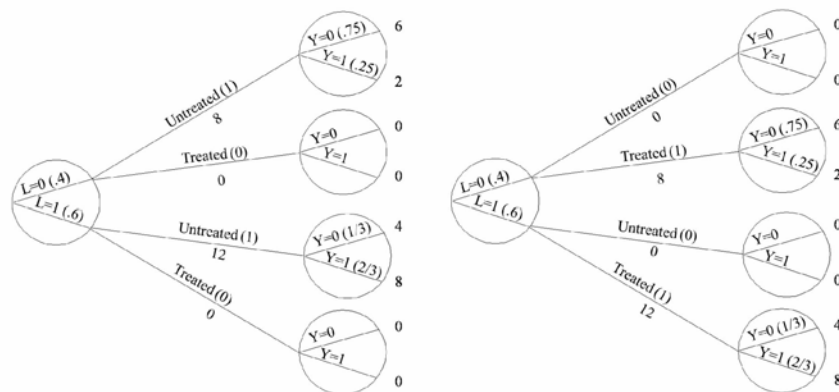 6
Y=0 (.75)
Y=1 (.25)
2
Untreated (1)
8
0
Y=0
Treated (0)
Y=1
0
0
L=0 (.4)
L=1 (.6)
4
Untreated (1)
Y=0 (1/3)
12
Y=1 (2/3)
8
Treated (0)
0
0
Y=0
Y=1
0
0
Y=0
Y=1
0
Untreated (0)
0
6
Y=0 (.75)
Treated (1)
Y=1 (.25)
8
2
L=0 (.4)
L=1 (.6)
0
Untreated (0)
Y=0
0
Y=1
0
Treated (1)
12
4
Y=0 (1/3)
Y=1 (2/3)
8